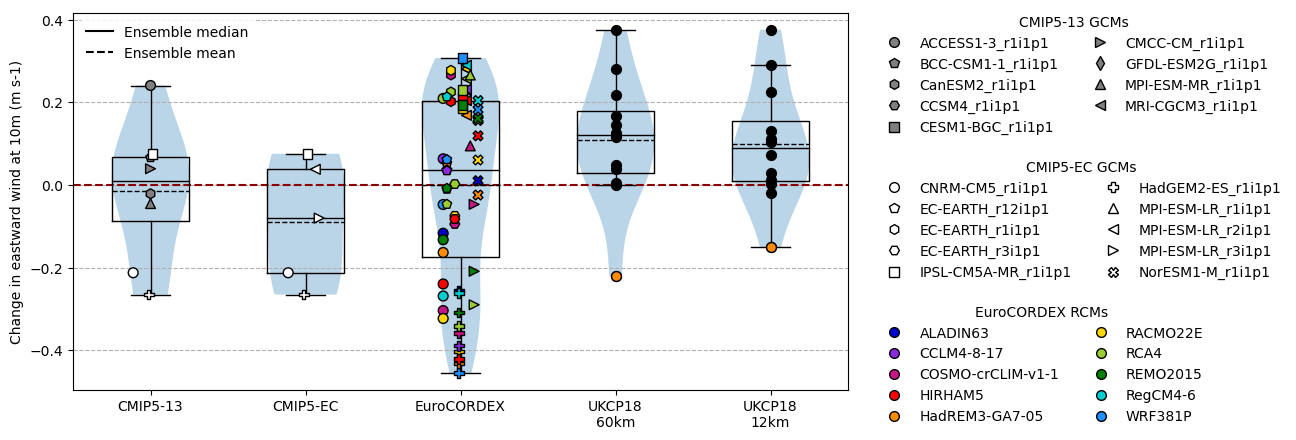 Change in eastward wind at 10m (m s-1)
0.4
0.2
0.0
−0.2
−0.4
Ensemble median
Ensemble mean
CMIP5-13
CMIP5-EC
EuroCORDEX
UKCP18
60km
UKCP18
12km
CMIP5-13 GCMs
ACCESS1-3_r1i1p1
BCC-CSM1-1_r1i1p1
CanESM2_r1i1p1
CCSM4_r1i1p1
CESM1-BGC_r1i1p1
CMCC-CM_r1i1p1
GFDL-ESM2G_r1i1p1
MPI-ESM-MR_r1i1p1
MRI-CGCM3_r1i1p1
CMIP5-EC GCMs
CNRM-CM5_r1i1p1
EC-EARTH_r12i1p1
EC-EARTH_r1i1p1
EC-EARTH_r3i1p1
IPSL-CM5A-MR_r1i1p1
HadGEM2-ES_r1i1p1
MPI-ESM-LR_r1i1p1
MPI-ESM-LR_r2i1p1
MPI-ESM-LR_r3i1p1
NorESM1-M_r1i1p1
EuroCORDEX RCMs
ALADIN63
CCLM4-8-17
COSMO-crCLIM-v1-1
HIRHAM5
HadREM3-GA7-05
RACMO22E
RCA4
REMO2015
RegCM4-6
WRF381P